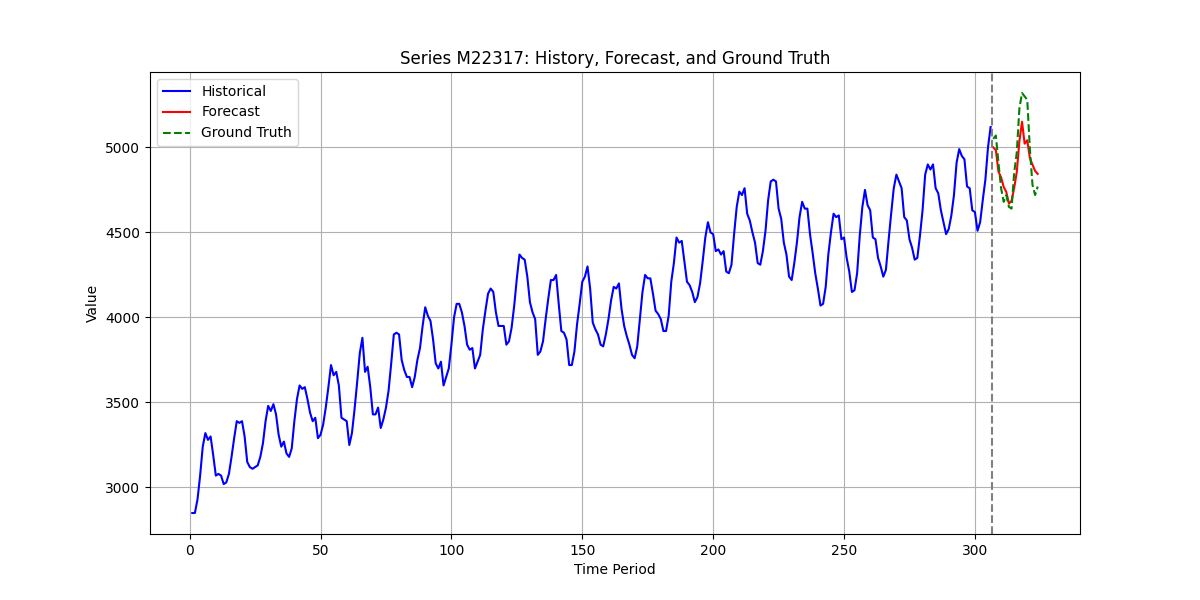 Series M22317: History, Forecast, and Ground Truth
Historical
Forecast
Ground Truth
Value
5000
4500
4000
3500
3000
0 50 100 150 200 250 300
Time Period